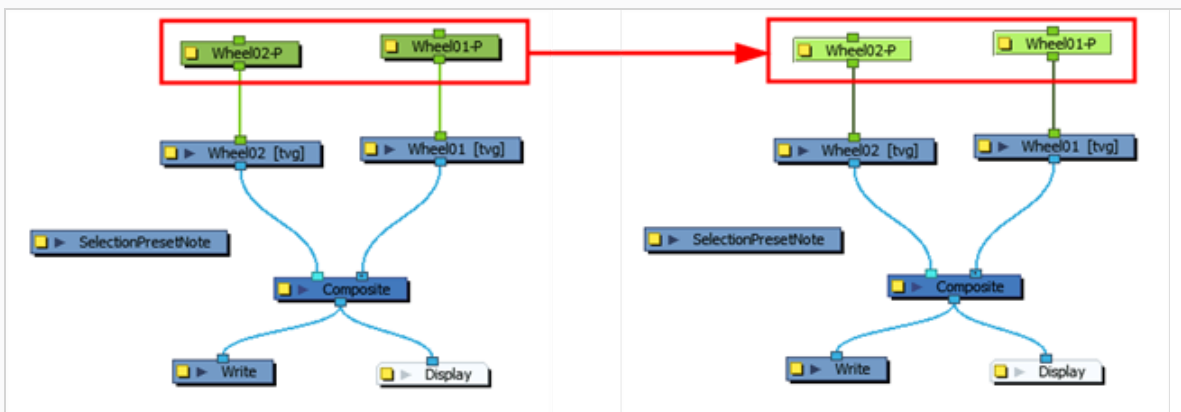 Wheel02-P
Wheel01-P
Wheel02 [tvg]
Wheel01 [tvg]
SelectionPresetNote
Composite
Write
Display
Wheel02-P
Wheel01-P
Wheel02 [tvg]
Wheel01 [tvg]
SelectionPresetNote
Composite
Write
Display